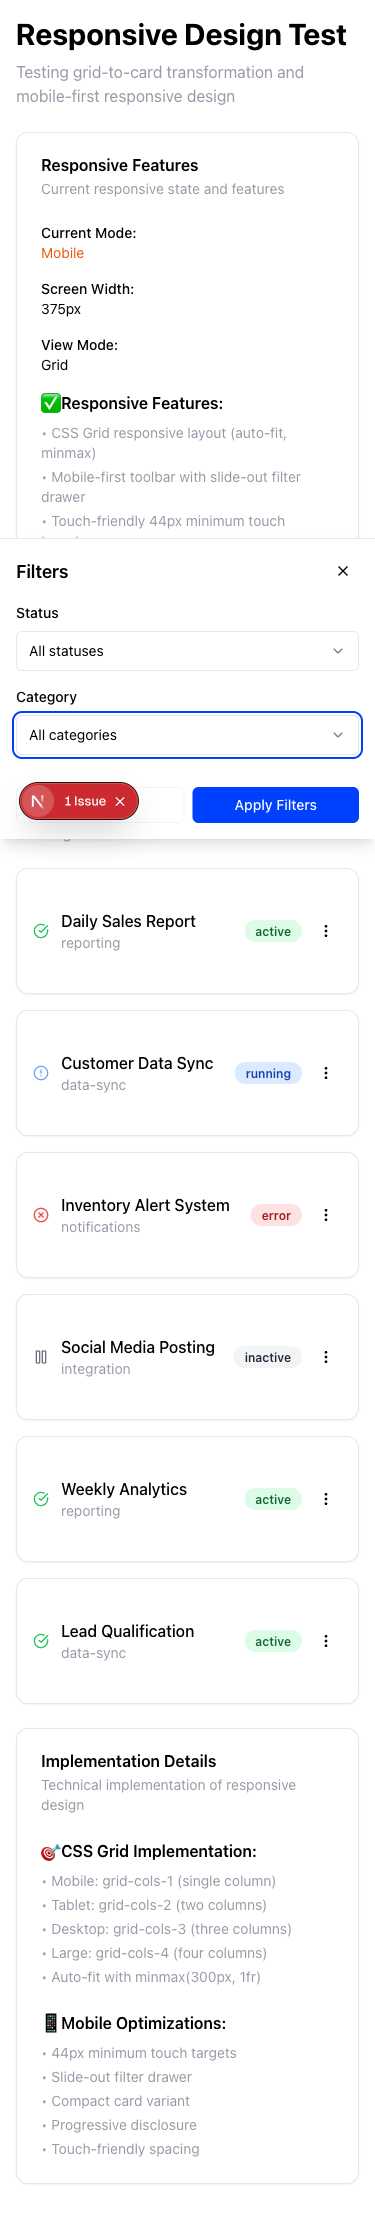 Responsive Design Test
Testing grid-to-card transformation and
mobile-first responsive design
Responsive Features
Current responsive state and features
Current Mode:
Mobile
Screen Width:
375px
View Mode:
Grid
✅Responsive Features:
• CSS Grid responsive layout (auto-fit,
minmax)
• Mobile-first toolbar with slide-out filter
drawer
• Touch-friendly 44px minimum touch
Filters
Status
All statuses
Category
All categories
N 1 Issue
Apply Filters
Daily Sales Report
reporting
active
Customer Data Sync
data-sync
running
Inventory Alert System
notifications
error
Social Media Posting
integration
inactive
Weekly Analytics
reporting
active
Lead Qualification
data-sync
active
Implementation Details
Technical implementation of responsive
design
🎯CSS Grid Implementation:
• Mobile: grid-cols-1 (single column)
• Tablet: grid-cols-2 (two columns)
• Desktop: grid-cols-3 (three columns)
• Large: grid-cols-4 (four columns)
• Auto-fit with minmax(300px, 1fr)
📱Mobile Optimizations:
• 44px minimum touch targets
• Slide-out filter drawer
• Compact card variant
• Progressive disclosure
• Touch-friendly spacing